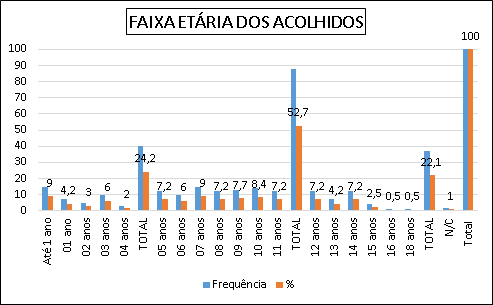 FAIXA ETÁRIA DOS ACOLHIDOS
100
90
80
70
60
50
40
30
20
10
0
9
4,2
3
6
2
24,2
7,2
6
9
7,2
7,7
8,4
7,2
52,7
7,2
4,2
7,2
2,5
0,5
0,5
22,1
1
100
Até 1 ano
01 ano
02 anos
03 anos
04 anos
TOTAL
05 anos
06 anos
07 anos
08 anos
09 anos
10 anos
11 anos
TOTAL
12 anos
13 anos
14 anos
15 anos
16 anos
18 anos
TOTAL
N/C
Total
Frequência %